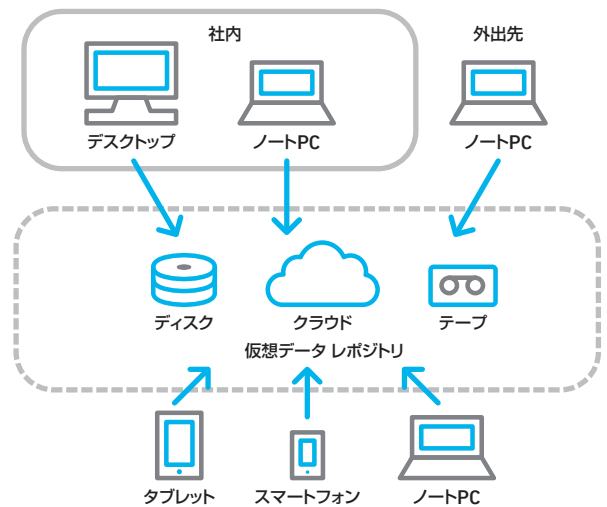 社内
外出先
デスクトップ
ノートPC
ノートPC
ディスク
クラウド
テープ
仮想データ レポジトリ
タブレット
スマートフォン
ノートPC